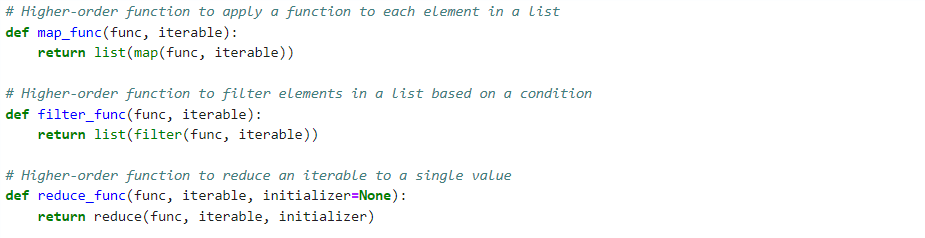 # Higher-order function to apply a function to each element in a list
def map_func(func, iterable):
    return list(map(func, iterable))

# Higher-order function to filter elements in a list based on a condition
def filter_func(func, iterable):
    return list(filter(func, iterable))

# Higher-order function to reduce an iterable to a single value
def reduce_func(func, iterable, initializer=None):
    return reduce(func, iterable, initializer)